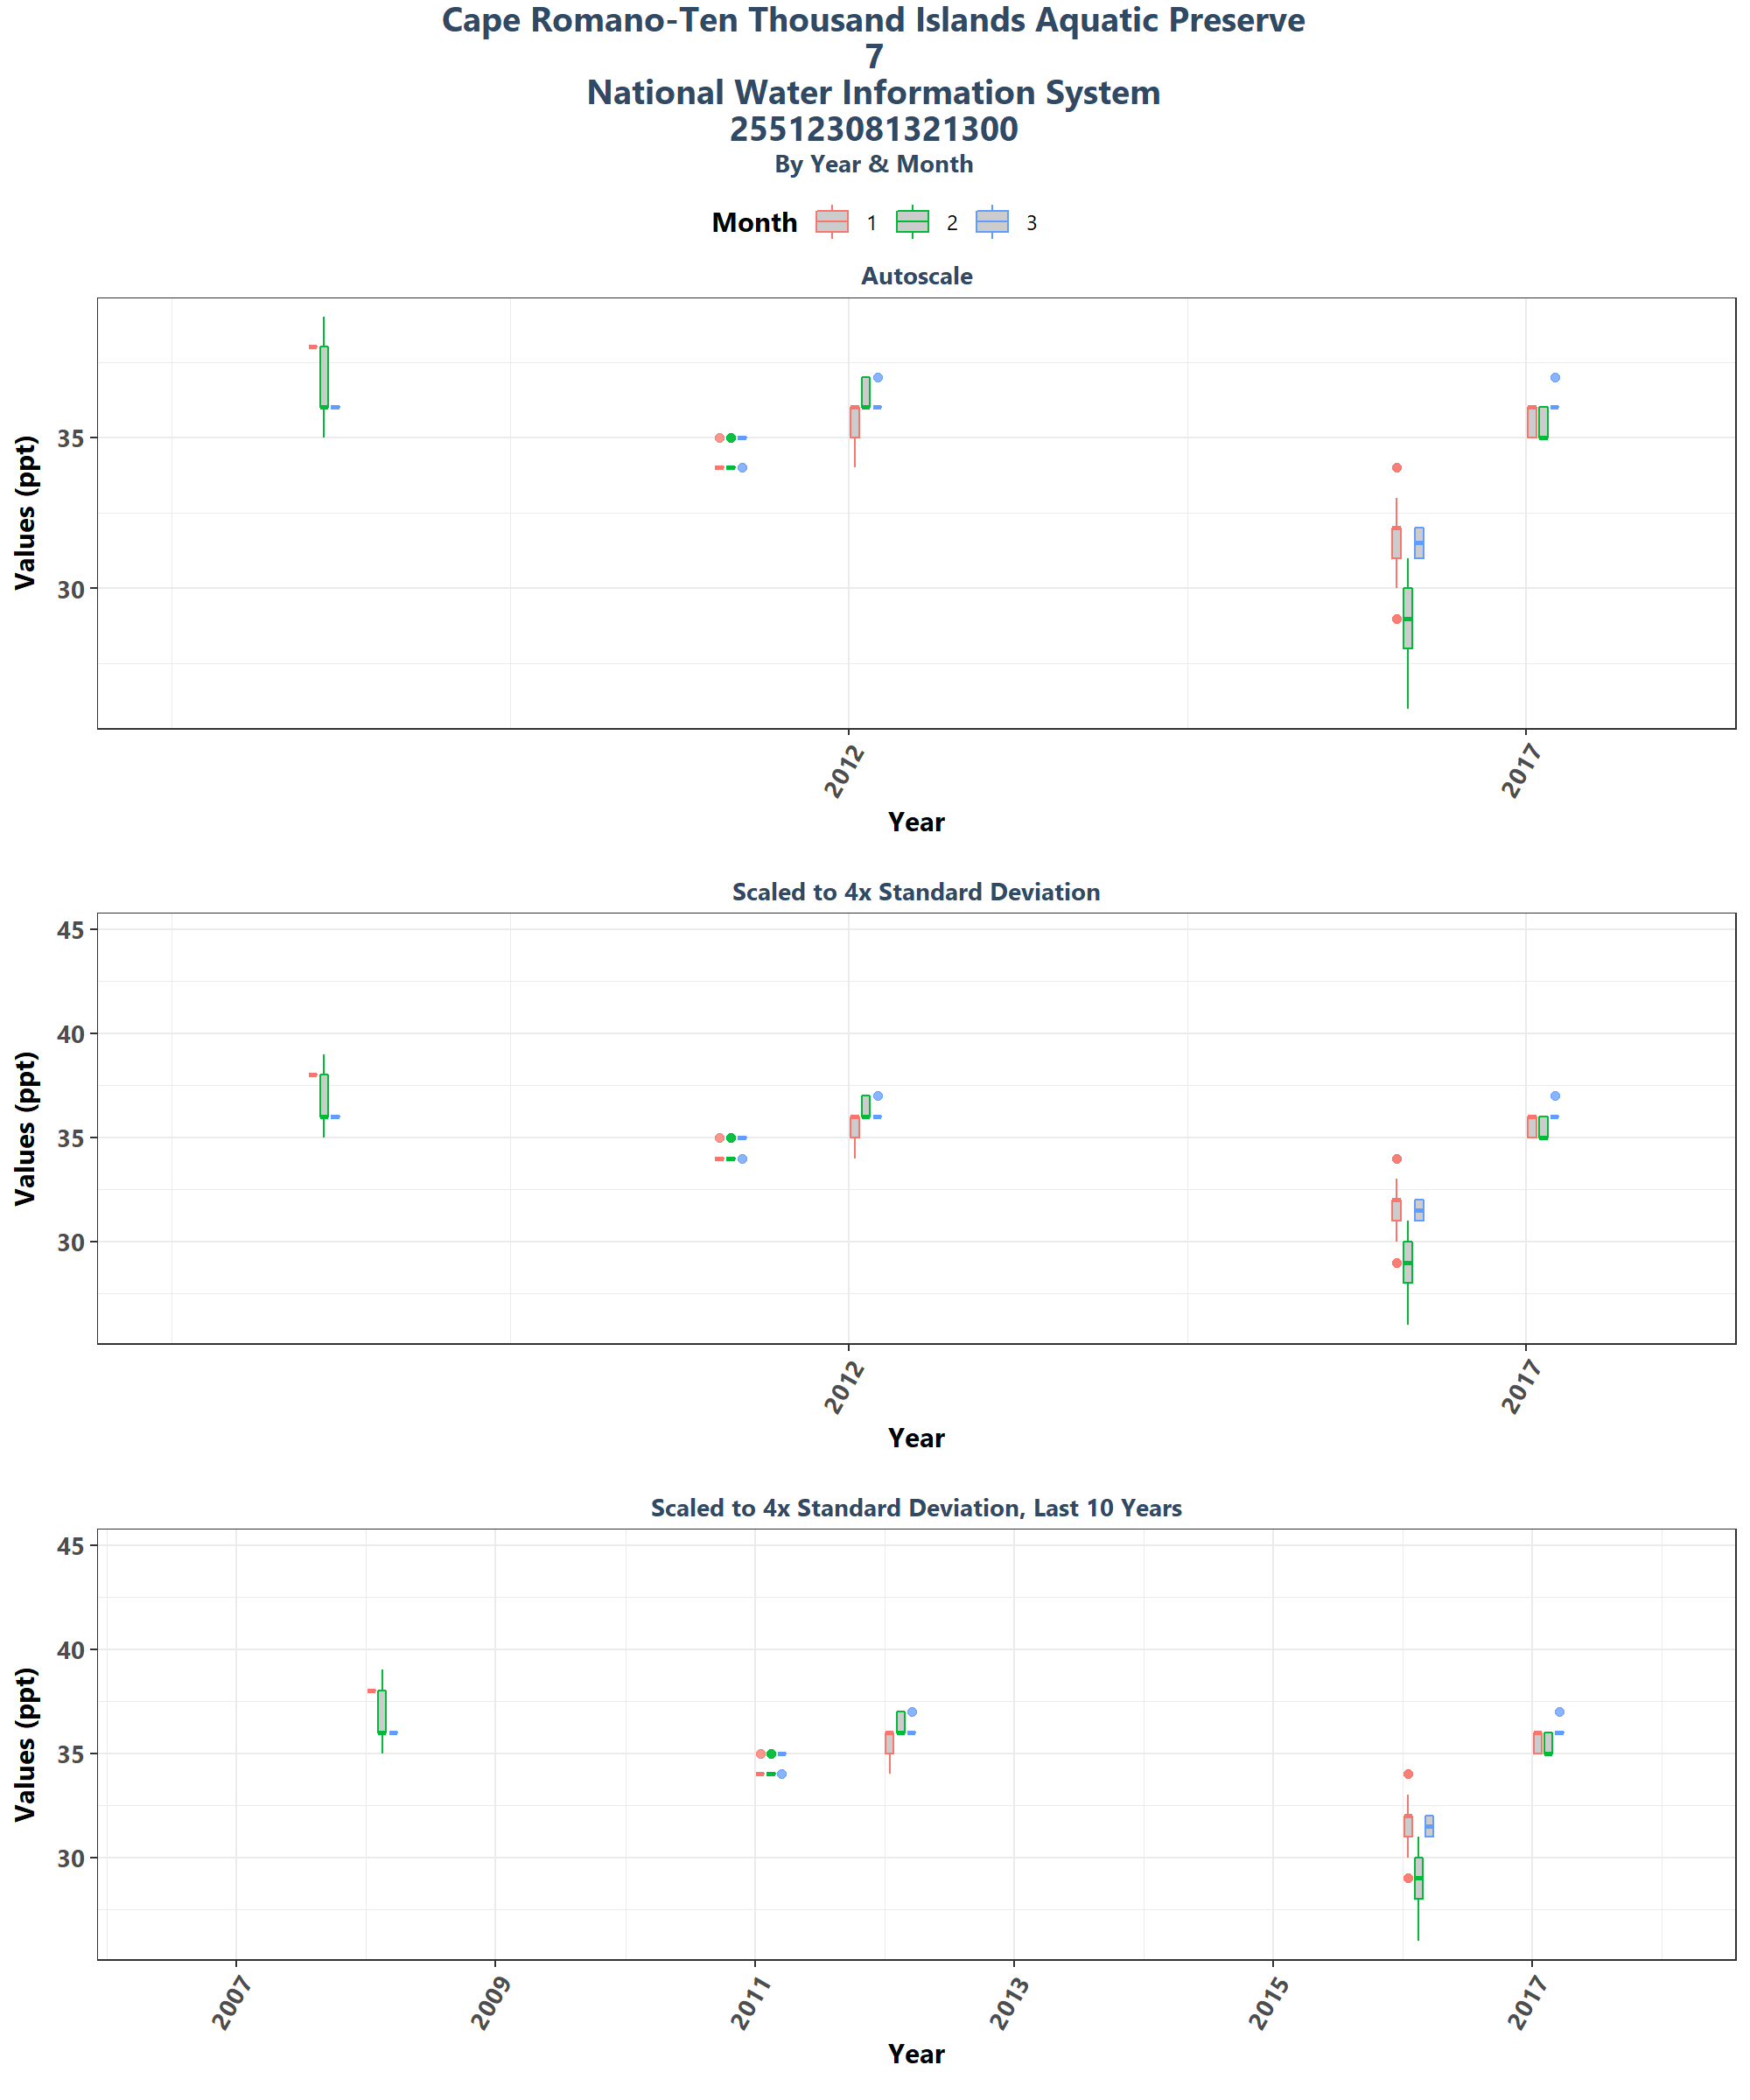 Cape Romano-Ten Thousand Islands Aquatic Preserve
7
National Water Information System
255123081321300
By Year & Month
Month 1 2 3
Autoscale
Values (ppt)
35
30
2012 2017
Year
Scaled to 4x Standard Deviation
Values (ppt)
45
40
35
30
2012 2017
Year
Scaled to 4x Standard Deviation, Last 10 Years
Values (ppt)
45
40
35
30
2007 2009 2011 2013 2015 2017
Year